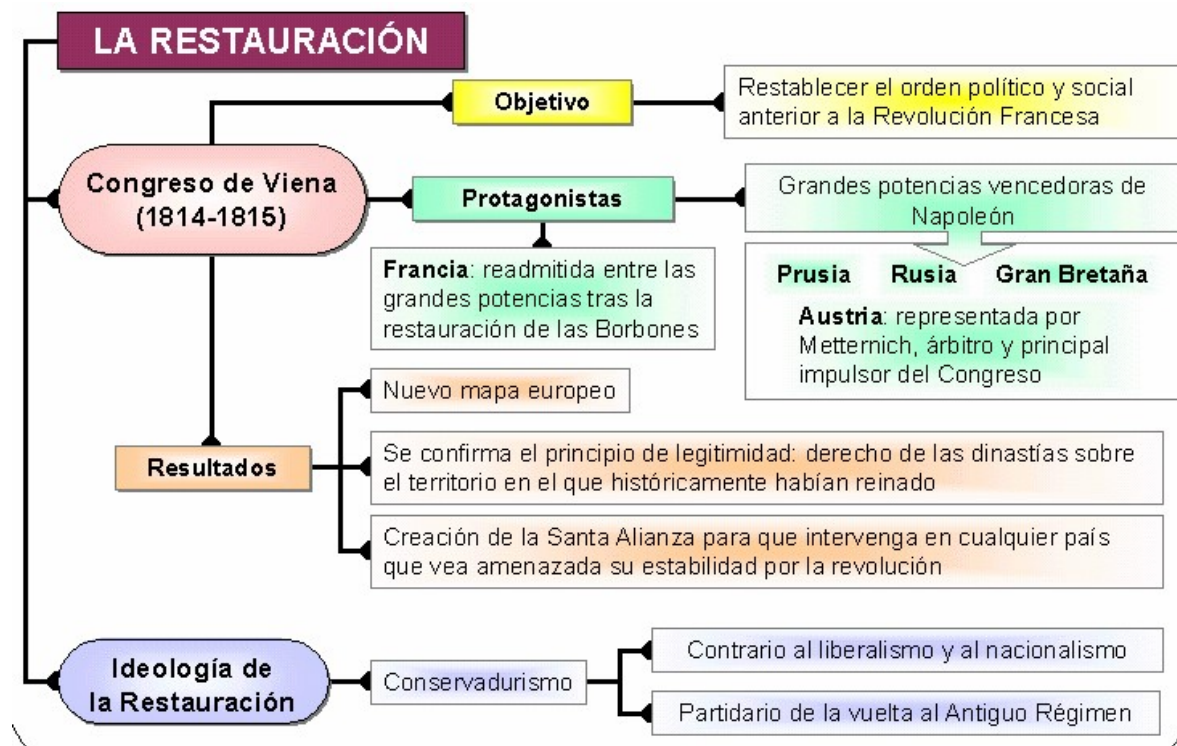 LA RESTAURACIÓN
Objetivo
Restablecer el orden político y social
anterior a la Revolución Francesa
Congreso de Viena
(1814-1815)
Protagonistas
Grandes potencias vencedoras de
Napoleón
Francia: readmitida entre las
grandes potencias tras la
restauración de las Borbones
Prusia Rusia Gran Bretaña
Austria: representada por
Metternich, árbitro y principal
impulsor del Congreso
Resultados
Nuevo mapa europeo
Se confirma el principio de legitimidad: derecho de las dinastías sobre
el territorio en el que históricamente habían reinado
Creación de la Santa Alianza para que intervenga en cualquier país
que vea amenazada su estabilidad por la revolución
Ideología de
la Restauración
Conservadurismo
Contrario al liberalismo y al nacionalismo
Partidario de la vuelta al Antiguo Régimen